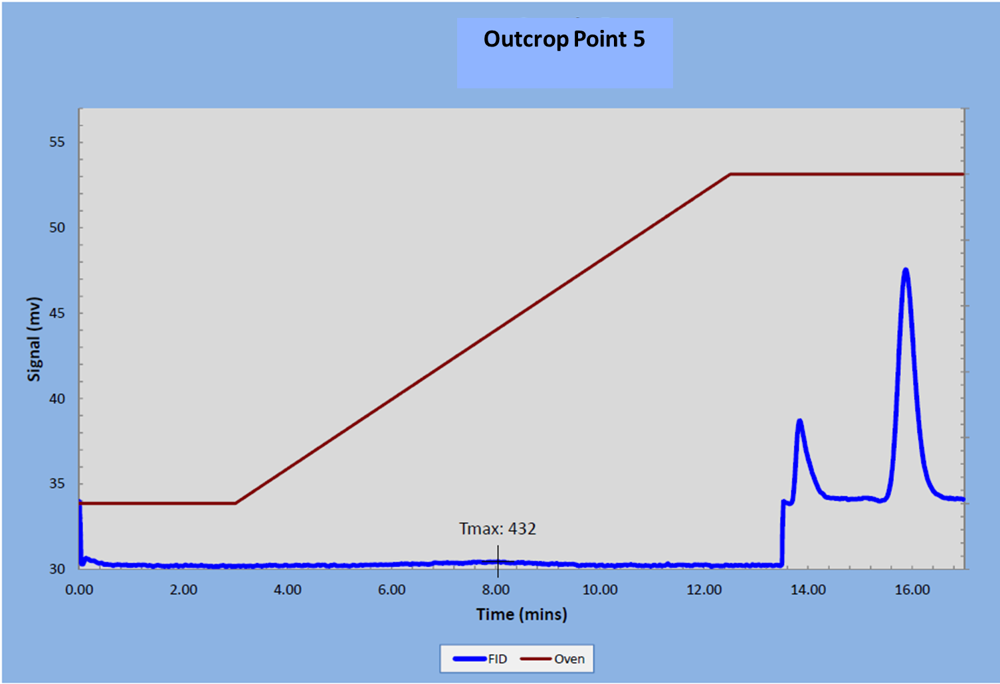 Outcrop Point 5
55
50
45
40
35
30
Signal (mv)
Tmax: 432
0.00 2.00 4.00 6.00 8.00 10.00 12.00 14.00 16.00
Time (mins)
FID Oven